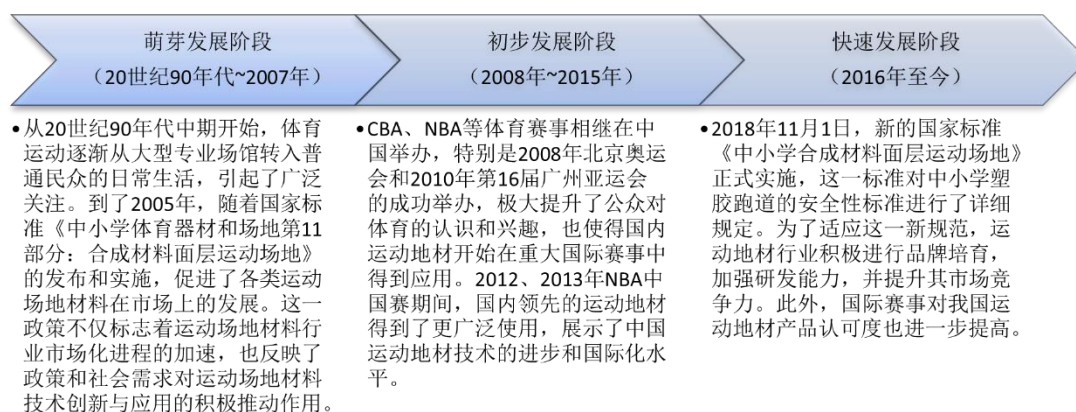 萌芽发展阶段
（20世纪90年代~2007年）
初步发展阶段
（2008年~2015年）
快速发展阶段
（2016年至今）
•从20世纪90年代中期开始，体育
运动逐渐从大型专业场馆转入普
通民众的日常生活，引起了广泛
关注。到了2005年，随着国家标
准《中小学体育器材和场地第11
部分：合成材料面层运动场地》
的发布和实施，促进了各类运动
场地材料在市场上的发展。这一
政策不仅标志着运动场地材料行
业市场化进程的加速，也反映了
政策和社会需求对运动场地材料
技术创新与应用的积极推动作用。
•CBA、NBA等体育赛事相继在中
国举办，特别是2008年北京奥运
会和2010年第16届广州亚运会
的成功举办，极大提升了公众对
体育的认识和兴趣，也使得国内
运动地材开始在重大国际赛事中
得到应用。2012、2013年NBA中
国赛期间，国内领先的运动地材
得到了更广泛使用，展示了中国
运动地材技术的进步和国际化水
平。
•2018年11月1日，新的国家标准
《中小学合成材料面层运动场地》
正式实施，这一标准对中小学塑
胶跑道的安全性标准进行了详细
规定。为了适应这一新规范，运
动地材行业积极进行品牌培育，
加强研发能力，并提升其市场竞
争力。此外，国际赛事对我国运
动地材产品认可度也进一步提高。